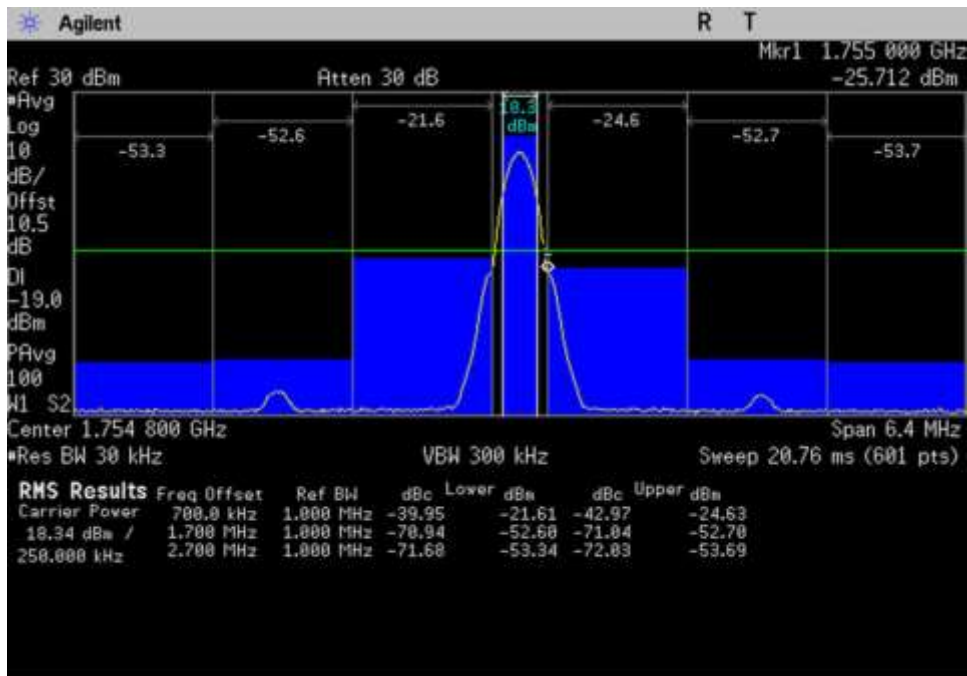 Agilent R T
Mkr1 1.755 000 GHz
Ref 30 dBm Atten 30 dB -25.712 dBm
#Avg
Log
10
dB/
Offst
10.5
dB
DI
-19.0
dBm
PAvg
100
W1 S2
-53.3 -52.6 -21.6 18.3 dBm -24.6 -52.7 -53.7
Center 1.754 800 GHz Span 6.4 MHz
#Res BW 30 kHz VBW 300 kHz Sweep 20.76 ms (601 pts)
RMS Results Freq Offset Ref BW dBc Lower dBm dBc Upper dBm
Carrier Power 700.0 kHz 1.000 MHz -39.95 -21.61 -42.97 -24.63
18.34 dBm / 1.700 MHz 1.000 MHz -70.94 -52.60 -71.04 -52.70
250.000 kHz 2.700 MHz 1.000 MHz -71.68 -53.34 -72.03 -53.69